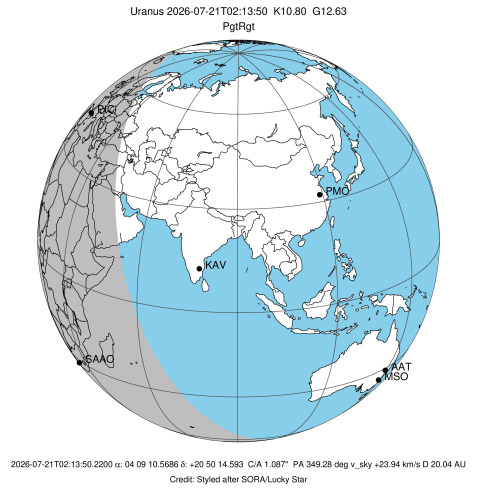 Uranus 2026-07-21T02:13:50 K10.80 G12.63
PgtRgt
PIC
PMO
KAV
SAAO
AAT
MSO
2026-07-21T02:13:50.2200 α: 04 09 10.5686 δ: +20 50 14.593 C/A 1.087" PA 349.28 deg v_sky +23.94 km/s D 20.04 AU
Credit: Styled after SORA/Lucky Star